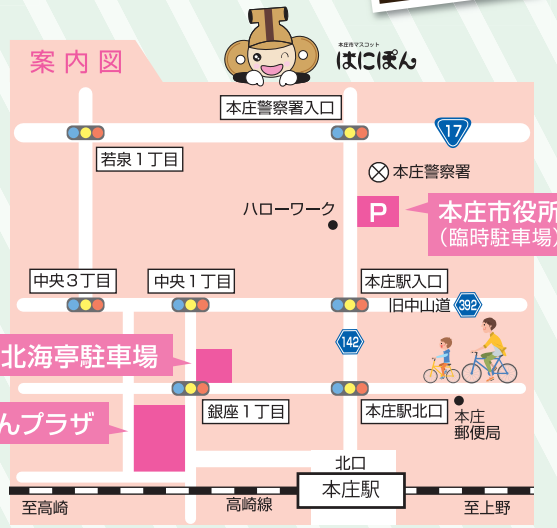 案内図
本庄市マスコット
はにぽん
本庄警察署入口
17
若泉1丁目
本庄警察署
ハローワーク
P
本庄市役所
（臨時駐車場）
中央3丁目
中央1丁目
本庄駅入口
旧中山道
392
142
北海亭駐車場
んプラザ
銀座1丁目
本庄駅北口
本庄
郵便局
北口
本庄駅
至高崎
高崎線
至上野